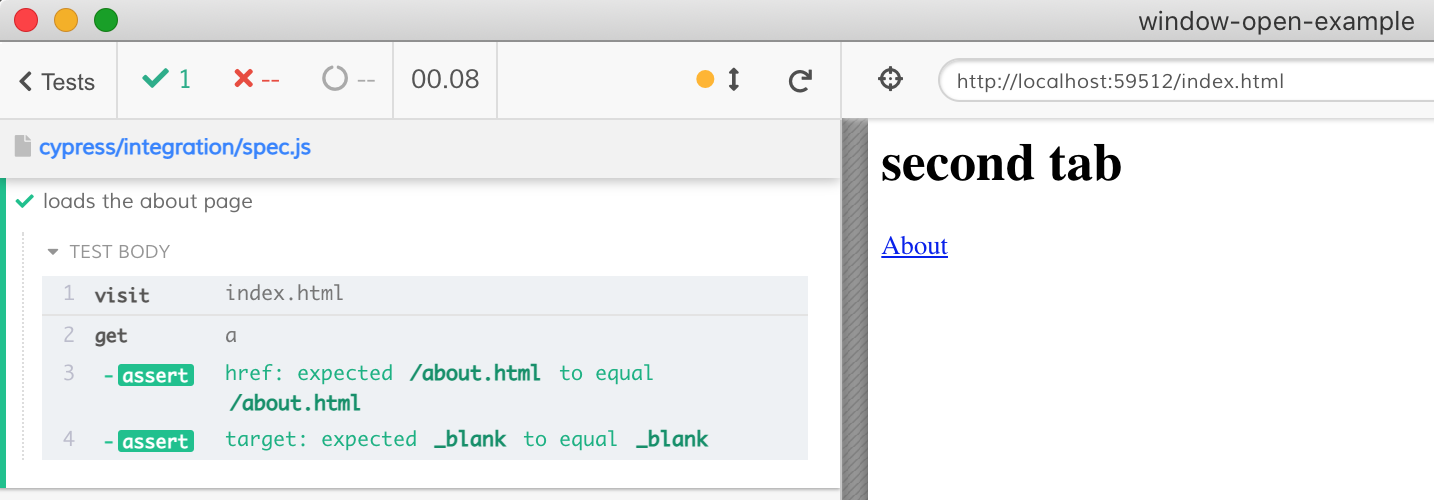 window-open-example
Tests 1 -- -- 00.08
http://localhost:59512/index.html
cypress/integration/spec.js
loads the about page
TEST BODY
1 visit index.html
2 get a
3 -assert href: expected /about.html to equal
/about.html
4 -assert target: expected _blank to equal _blank
second tab
About